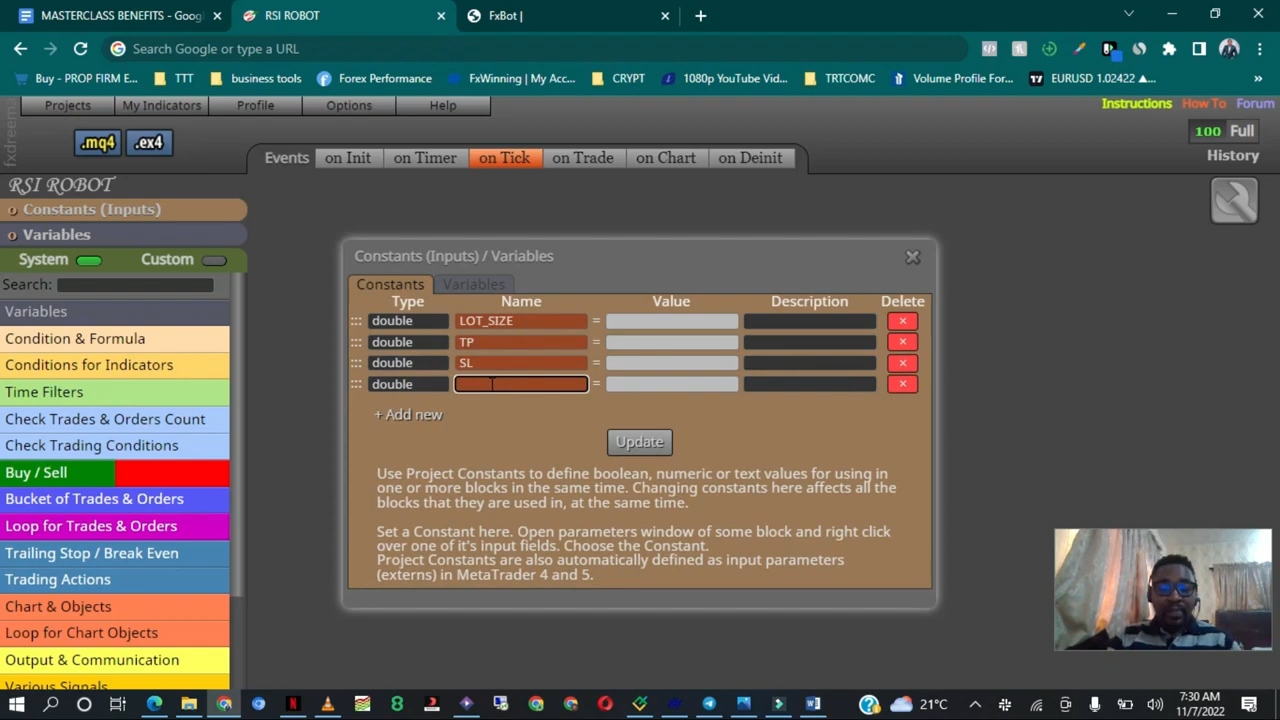 MASTERCLASS BENEFITS - Goog
RSI ROBOT
FxBot |
Search Google or type a URL
Buy - PROP FIRM E...
TTT
business tools
Forex Performance
FxWinning | My Acc...
CRYPT
1080p YouTube Vid...
TRTCOMC
Volume Profile For...
EURUSD 1.02422 ▲...
»
Projects
My Indicators
Profile
Options
Help
Instructions
How To
Forum
fxdreema
.mq4
.ex4
100 Full
Events
on Init
on Timer
on Tick
on Trade
on Chart
on Deinit
History
RSI ROBOT
Constants (Inputs)
Variables
System
Custom
Search:
Variables
Condition & Formula
Conditions for Indicators
Time Filters
Check Trades & Orders Count
Check Trading Conditions
Buy / Sell
Bucket of Trades & Orders
Loop for Trades & Orders
Trailing Stop / Break Even
Trading Actions
Chart & Objects
Loop for Chart Objects
Output & Communication
Various Signals
Constants (Inputs) / Variables
Constants
Variables
Type Name Value Description Delete
double LOT_SIZE =
double TP =
double SL =
double =
+ Add new
Update
Use Project Constants to define boolean, numeric or text values for using in
one or more blocks in the same time. Changing constants here affects all the
blocks that they are used in, at the same time.
Set a Constant here. Open parameters window of some block and right click
over one of it's input fields. Choose the Constant.
Project Constants are also automatically defined as input parameters
(externs) in MetaTrader 4 and 5.
21°C
7:30 AM
11/7/2022